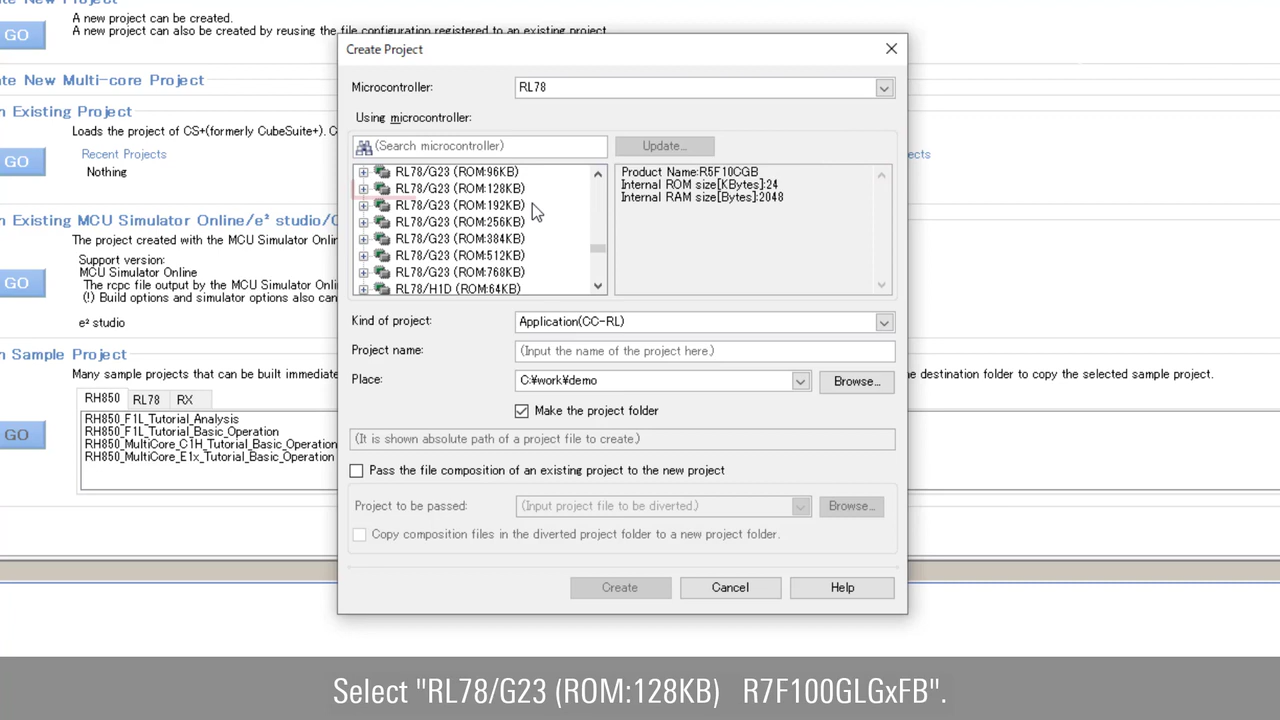 A new project can be created.
GO
A new project can also be created by reusing the file configuration registered to an existing project.
Create Project
ate New Multi-core Project
Microcontroller:
RL78
n Existing Project
Using microcontroller:
Loads the project of CS+(formerly CubeSuite+). C
(Search microcontroller)
Update...
GO
Recent Projects
ects
Nothing
RL78/G23 (ROM:96KB)
RL78/G23 (ROM:128KB)
RL78/G23 (ROM:192KB)
RL78/G23 (ROM:256KB)
RL78/G23 (ROM:384KB)
RL78/G23 (ROM:512KB)
RL78/G23 (ROM:768KB)
RL78/H1D (ROM:64KB)
Product Name:R5F10CGB
Internal ROM size[KBytes]:24
Internal RAM size[Bytes]:2048
n Existing MCU Simulator Online/e² studio/C
The project created with the MCU Simulator Onlin
Support version:
MCU Simulator Online
GO
The rcpc file output by the MCU Simulator Onlin
(!) Build options and simulator options also can
e² studio
Kind of project:
Application(CC-RL)
Project name:
(Input the name of the project here.)
n Sample Project
Many sample projects that can be built immediate
e destination folder to copy the selected sample project.
Place:
C:¥work¥demo
Browse...
RH850
RL78
RX
Make the project folder
RH850_F1L_Tutorial_Analysis
RH850_F1L_Tutorial_Basic_Operation
RH850_MultiCore_C1H_Tutorial_Basic_Operation
RH850_MultiCore_E1x_Tutorial_Basic_Operation
GO
(It is shown absolute path of a project file to create.)
Pass the file composition of an existing project to the new project
Project to be passed:
(Input project file to be diverted.)
Browse...
Copy composition files in the diverted project folder to a new project folder.
Create
Cancel
Help
Select "RL78/G23 (ROM:128KB) R7F100GLGxFB".